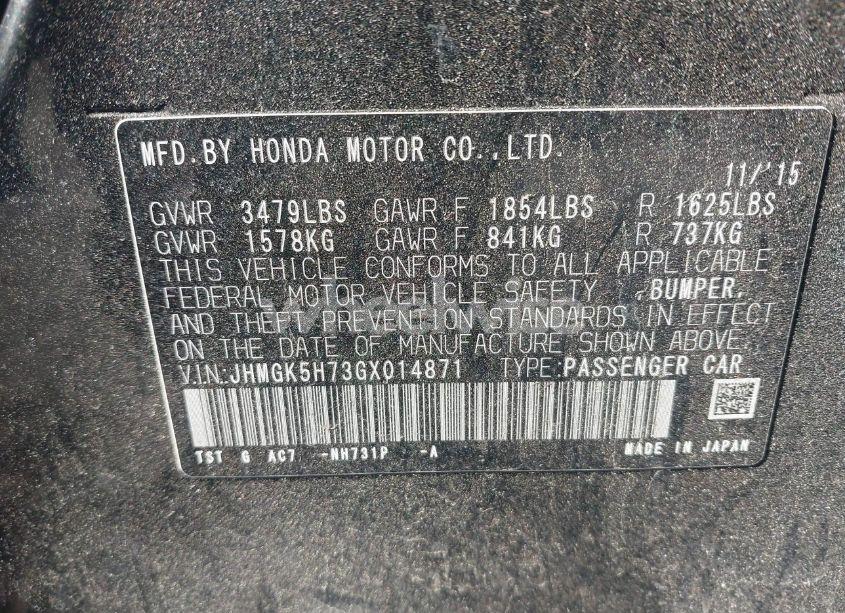 MFD.BY HONDA MOTOR CO.,LTD.
11/'15
GVWR 3479LBS GAWR F 1854LBS R 1625LBS
GVWR 1578KG GAWR F 841KG R 737KG
THIS VEHICLE CONFORMS TO ALL APPLICABLE
FEDERAL MOTOR VEHICLE SAFETY ,BUMPER,
AND THEFT PREVENTION STANDARDS IN EFFECT
ON THE DATE OF MANUFACTURE SHOWN ABOVE.
V.I.N:JHMGK5H73GX014871 TYPE:PASSENGER CAR
TST G AC7 -NH731P -A MADE IN JAPAN